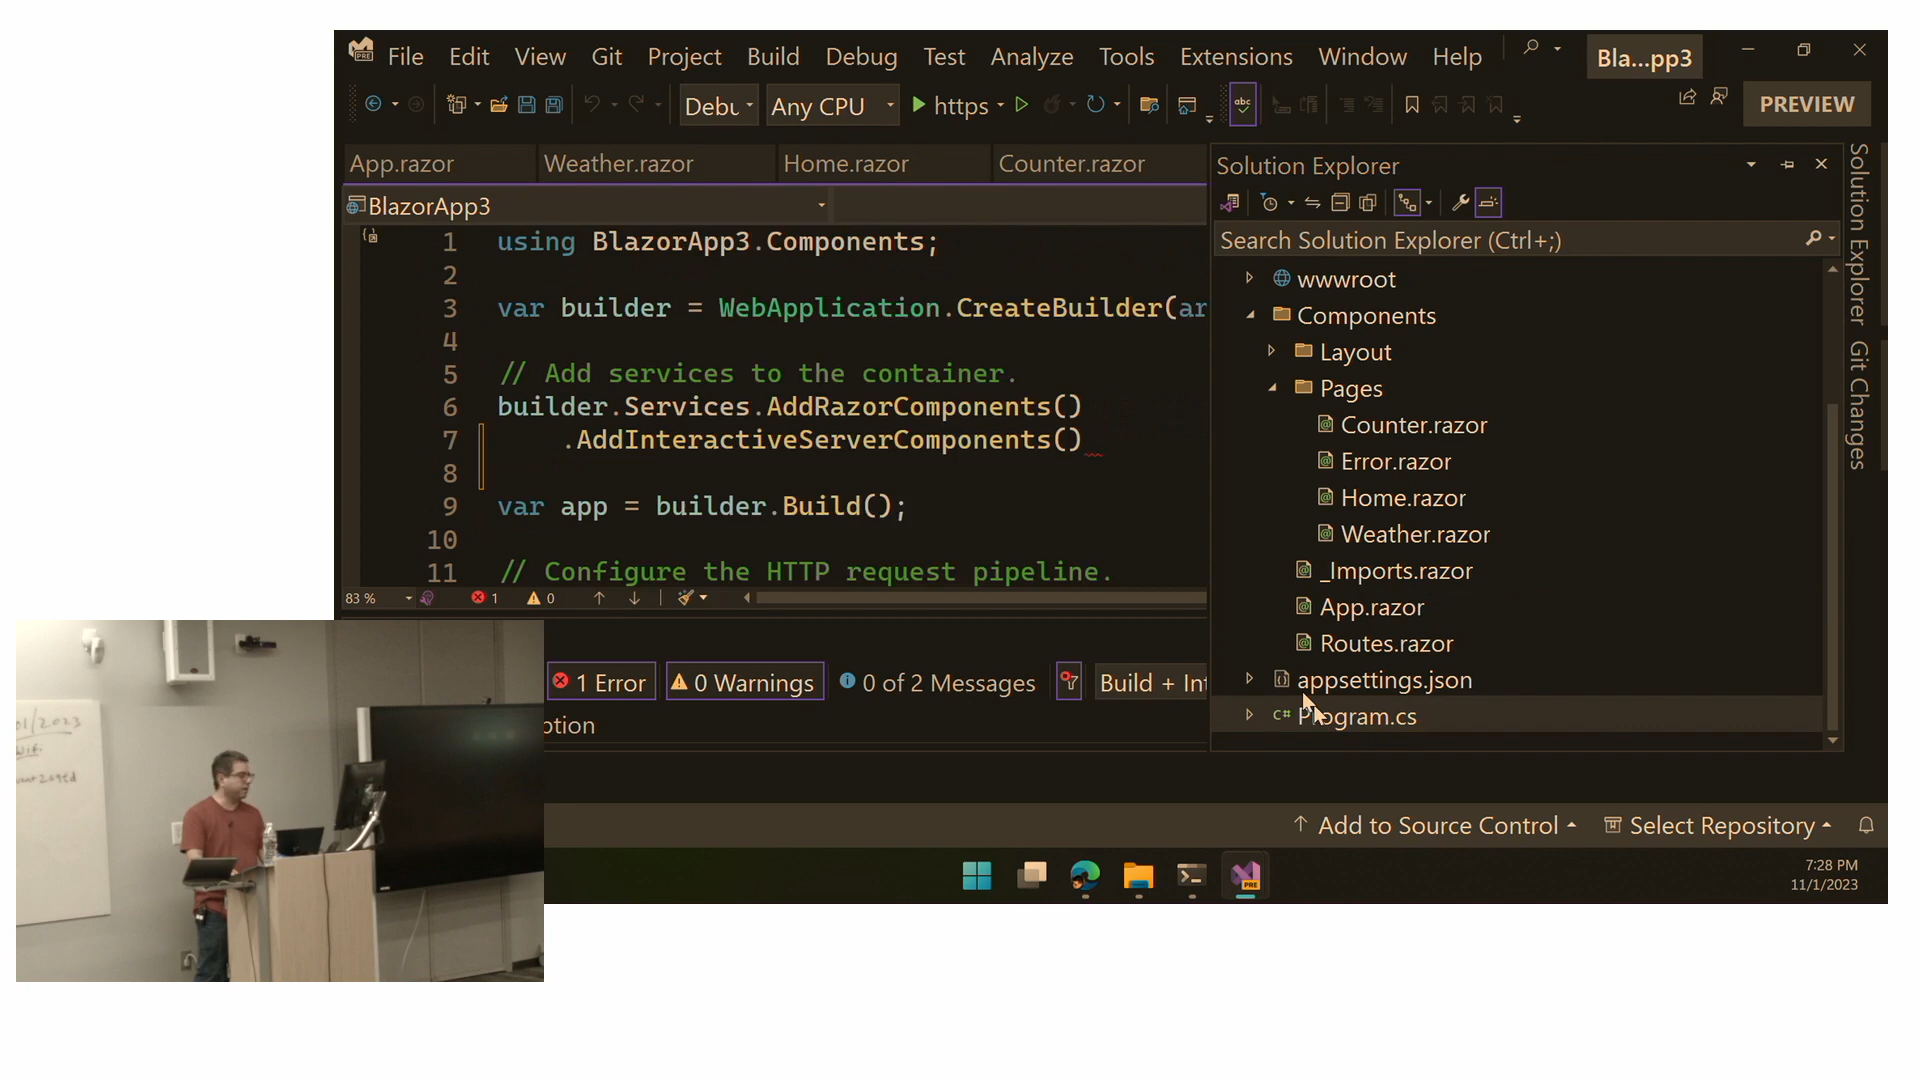 File Edit View Git Project Build Debug Test Analyze Tools Extensions Window Help Bla...pp3
Debu Any CPU https abc PREVIEW
PRE
App.razor Weather.razor Home.razor Counter.razor
BlazorApp3
1 using BlazorApp3.Components;
2
3 var builder = WebApplication.CreateBuilder(ar
4
5 // Add services to the container.
6 builder.Services.AddRazorComponents()
7 .AddInteractiveServerComponents()
8
9 var app = builder.Build();
10
11 // Configure the HTTP request pipeline.
83 % 1 0
1 Error 0 Warnings 0 of 2 Messages Build + Int
ption
Solution Explorer
Search Solution Explorer (Ctrl+;)
wwwroot
Components
Layout
Pages
Counter.razor
Error.razor
Home.razor
Weather.razor
_Imports.razor
App.razor
Routes.razor
appsettings.json
C# Program.cs
Solution Explorer
Git Changes
Add to Source Control Select Repository
PRE
7:28 PM
11/1/2023
01/2023